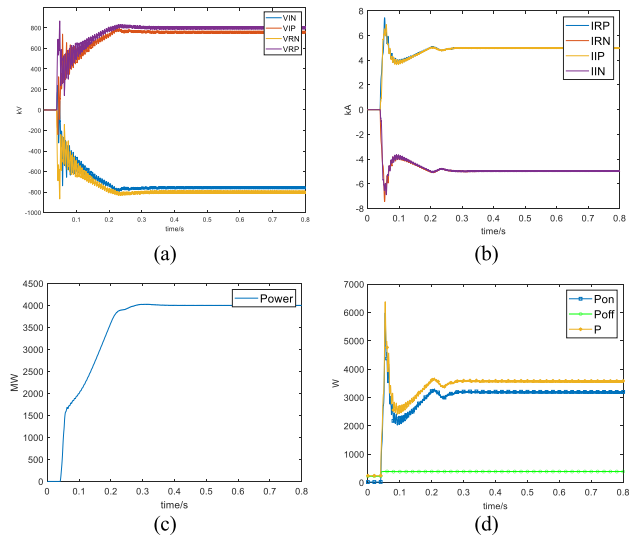 800
600
400
200
0
-200
-400
-600
-800
-1000
kV
0.1 0.2 0.3 0.4 0.5 0.6 0.7 0.8
time/s
VIN
VIP
VRN
VRP
(a)
8
6
4
2
0
-2
-4
-6
-8
kA
0 0.1 0.2 0.3 0.4 0.5 0.6 0.7 0.8
time/s
IRP
IRN
IIP
IIN
(b)
4500
4000
3500
3000
2500
2000
1500
1000
500
0
MW
0 0.1 0.2 0.3 0.4 0.5 0.6 0.7 0.8
time/s
Power
(c)
7000
6000
5000
4000
3000
2000
1000
0
W
0 0.1 0.2 0.3 0.4 0.5 0.6 0.7 0.8
time/s
Pon
Poff
P
(d)